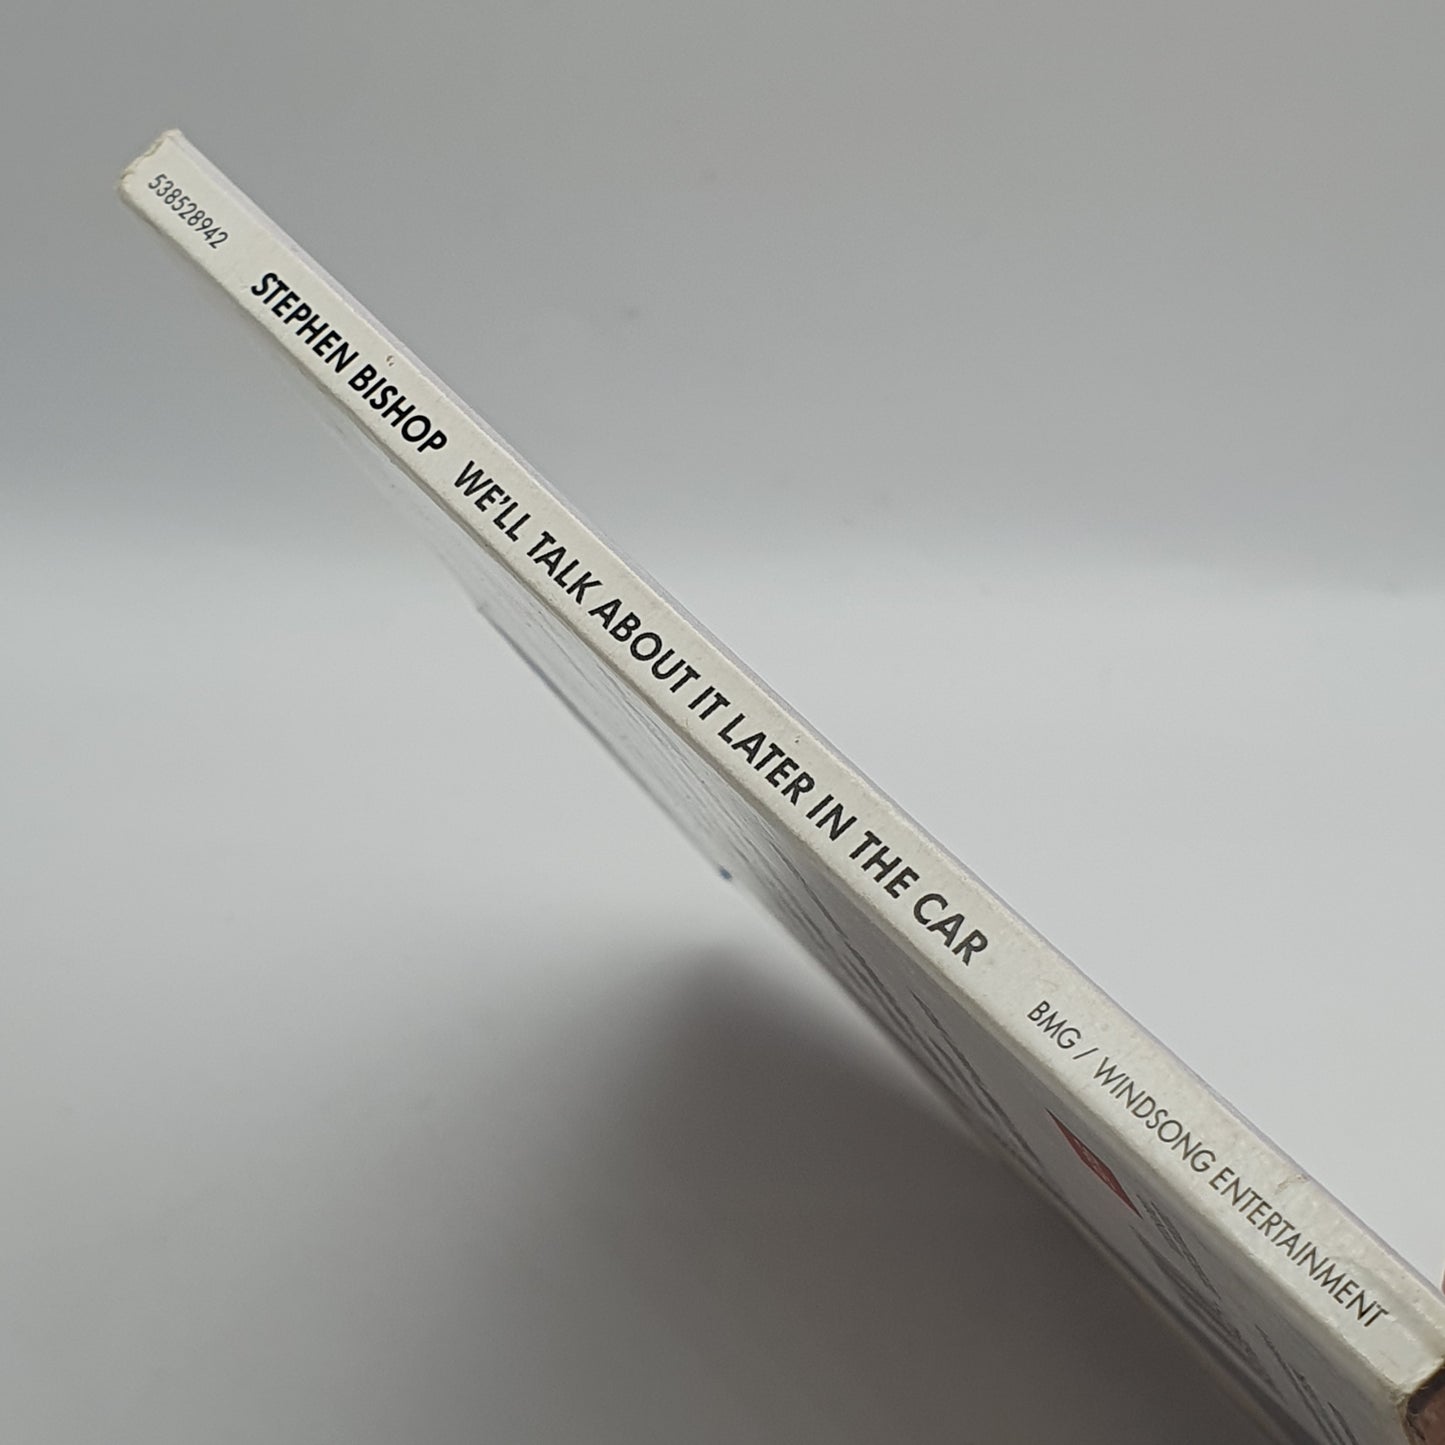 538528942 STEPHEN BISHOP WE'LL TALK ABOUT IT LATER IN THE CAR BMG / WINDSONG ENTERTAINMENT